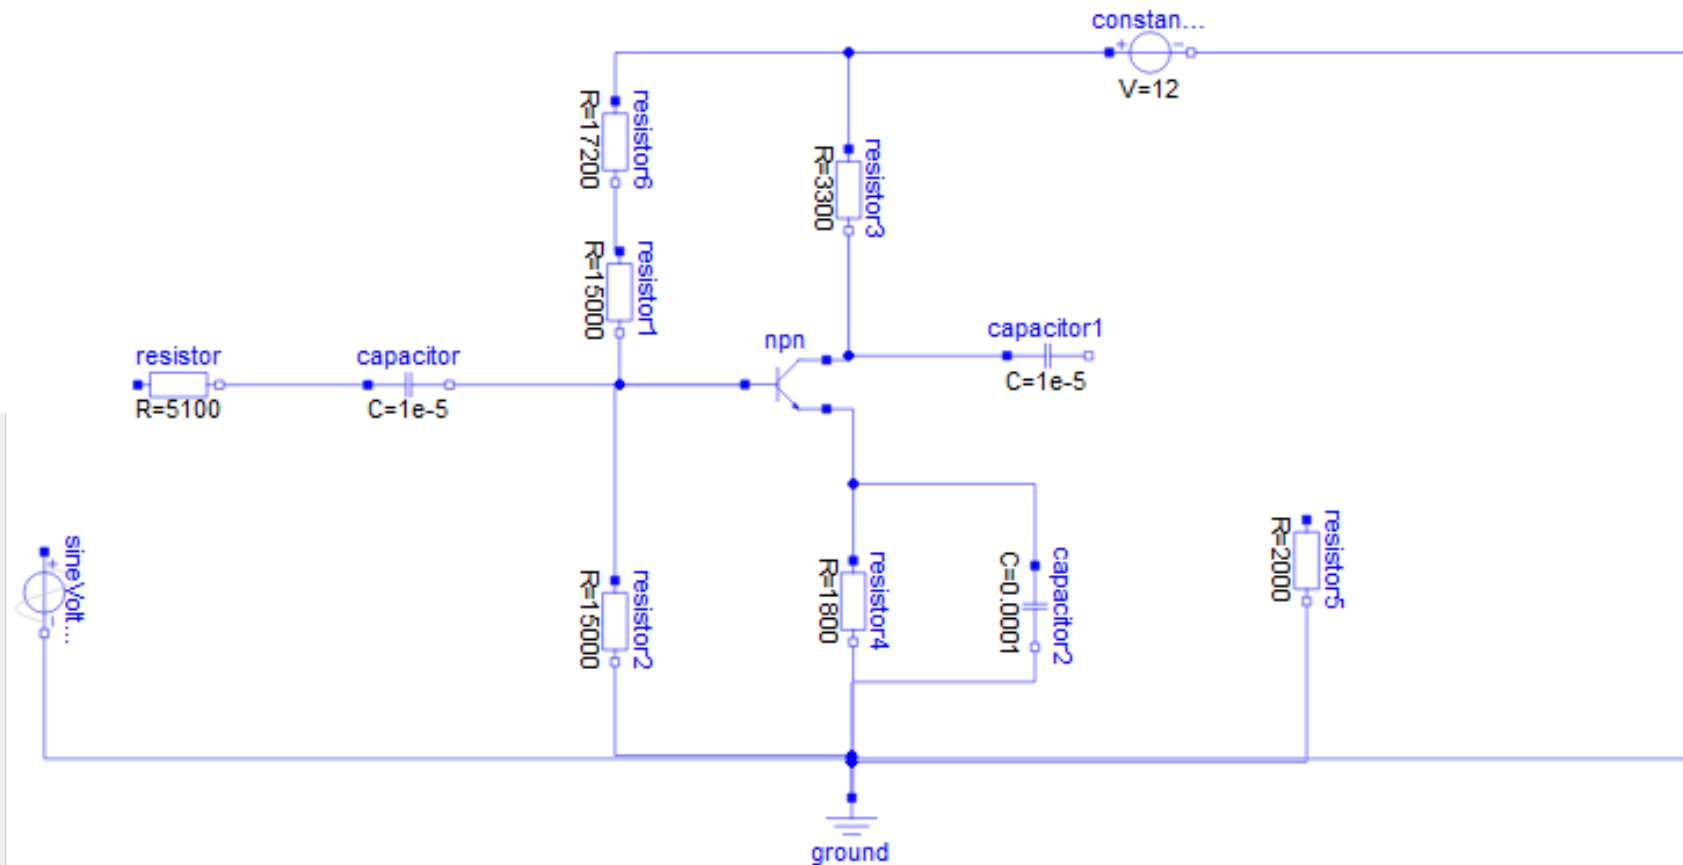 constan...
+
-
V=12
resistor6
R=17200
resistor3
R=3300
resistor1
R=15000
npn
capacitor1
C=1e-5
resistor
R=5100
capacitor
C=1e-5
sineVolt...
+
-
resistor2
R=15000
resistor4
R=1800
capacitor2
C=0.0001
resistor5
R=2000
ground